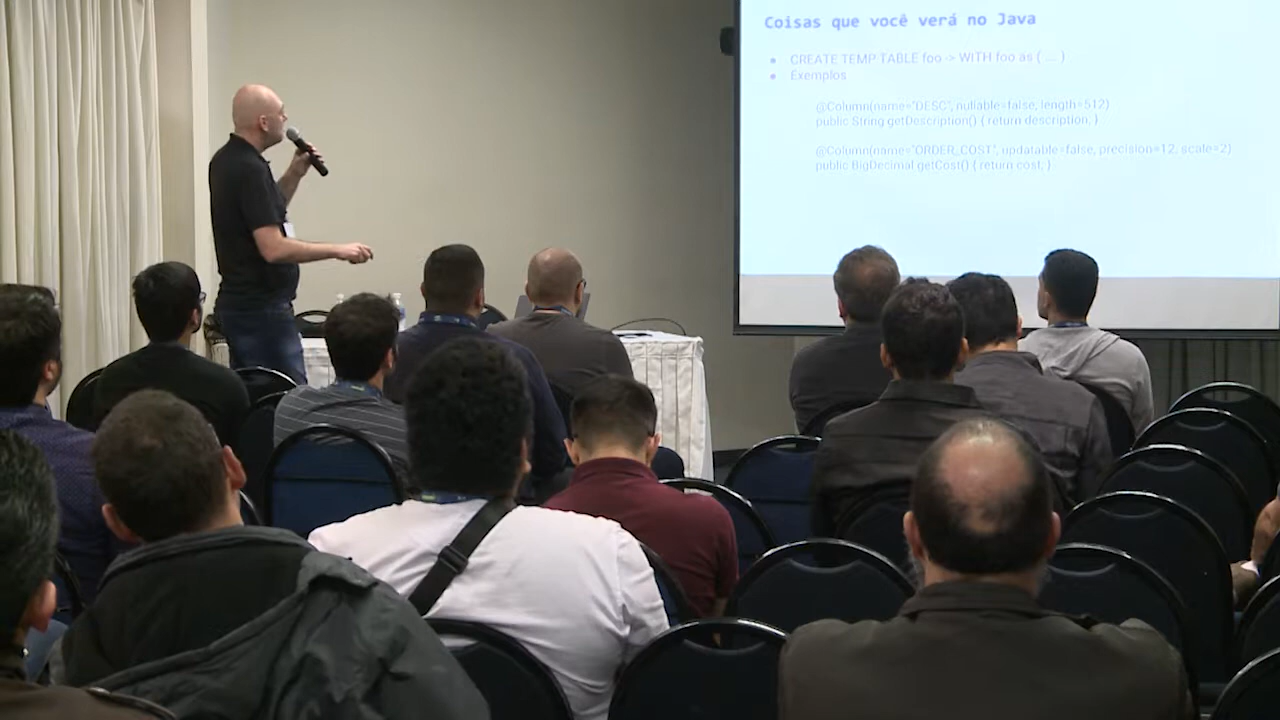 Coisas que você verá no Java
● CREATE TEMP TABLE foo -> WITH foo as ( .... )
● Exemplos
@Column(name="DESC", nullable=false, length=512)
public String getDescription() { return description; }
@Column(name="ORDER_COST", updatable=false, precision=12, scale=2)
public BigDecimal getCost() { return cost; }